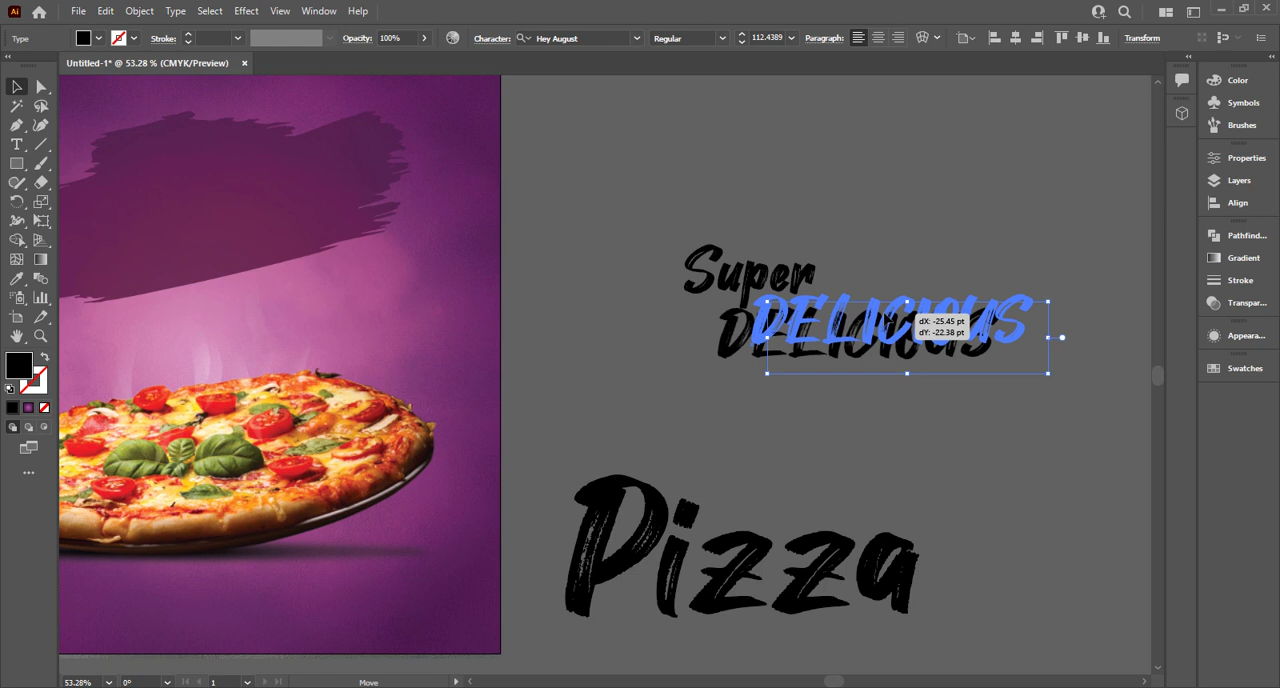 Ai File Edit Object Type Select Effect View Window Help
Type Stroke: Opacity: 100% Character: Hey August Regular 112.4389 Paragraph: Transform
Untitled-1* @ 53.28 % (CMYK/Preview) ×
Color
Symbols
Brushes
Properties
Layers
Align
Pathfind...
Gradient
Stroke
Transpar...
Appeara...
Swatches
Super
DELICIOUS
DELICIOUS
dX: -25.45 pt
dY: -22.38 pt
Pizza
53.28% 0° 1 Move